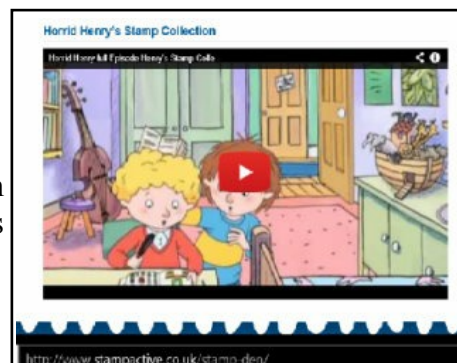 Horrid Henry's Stamp Collection
Horrid Henry full Episode Henry's Stamp Colle
http://www.stampactive.co.uk/stamp-den/